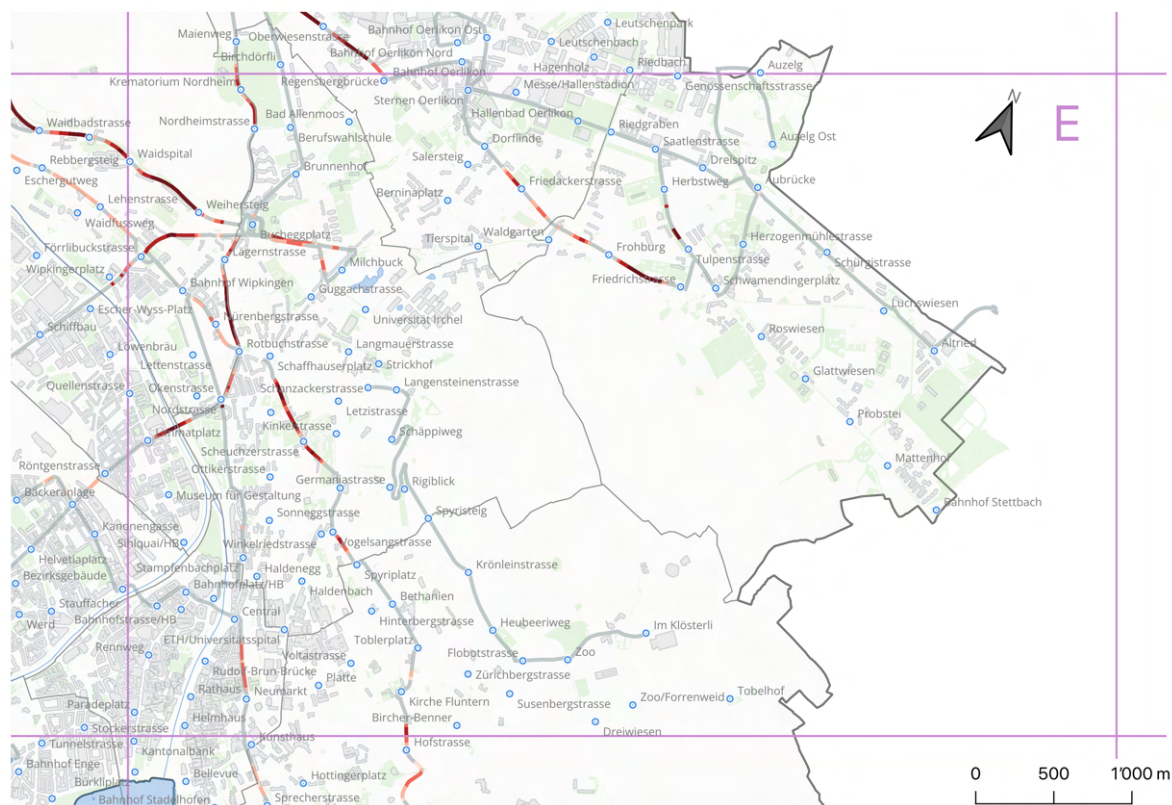 Leutschenpark
Maienweg
Oberwiesenstrasse
Bahnhof Oerlikon Ost
Leutschenbach
Birchdörfli
Bahnhof Oerlikon Nord
Hagenholz
Riedbach
Auzelg
Krematorium Nordheim
Regensbergbrücke
Bahnhof Oerlikon
Messe/Hallenstadion
Genossenschaftsstrasse
Sternen Oerlikon
Waidbadstrasse
Nordheimstrasse
Bad Allenmoos
Hallenbad Oerlikon
E
N
Berufswahlschule
Dorflinde
Riedgraben
Auzelg Ost
Rebbergsteig
Waidspital
Salersteig
Saatlenstrasse
Brunnenhof
Dreispitz
Eschergutweg
Friedackerstrasse
Herbstweg
Aubrücke
Berninaplatz
Lehenstrasse
Weihersteig
Waidfussweg
Bucheggplatz
Tierspital
Waldgarten
Herzogenmühlestrasse
Förrlibuckstrasse
Lägernstrasse
Frohburg
Wipkingerplatz
Milchbuck
Tulpenstrasse
Schürgistrasse
Bahnhof Wipkingen
Guggachstrasse
Friedrichstrasse
Schwamendingerplatz
Escher-Wyss-Platz
Nürenbergstrasse
Universität Irchel
Luchswiesen
Schiffbau
Roswiesen
Löwenbräu
Rotbuchstrasse
Langmauerstrasse
Altried
Lettenstrasse
Schaffhauserplatz
Strickhof
Glattwiesen
Quellenstrasse
Okenstrasse
Schanzackerstrasse
Langensteinenstrasse
Nordstrasse
Letzistrasse
Probstei
Limmatplatz
Kinkelstrasse
Schäppiweg
Scheuchzerstrasse
Mattenhof
Röntgenstrasse
Ottikerstrasse
Germaniastrasse
Rigiblick
Bäckeranlage
Museum für Gestaltung
Bahnhof Stettbach
Sonneggstrasse
Spyristeig
Kanonengasse
Sihlquai/HB
Winkelriedstrasse
Vogelsangstrasse
Helvetiaplatz
Stampfenbachplatz
Haldenegg
Spyriplatz
Krönleinstrasse
Bezirksgebäude
Bahnhofplatz/HB
Haldenbach
Bethanien
Stauffacher
Bahnhofstrasse/HB
Central
Hinterbergstrasse
Heubeeriweg
Im Klösterli
Werd
ETH/Universitätsspital
Toblerplatz
Rennweg
Voltastrasse
Flobotstrasse
Zoo
Rudolf-Brun-Brücke
Platte
Zürichbergstrasse
Rathaus
Neumarkt
Kirche Fluntern
Susenbergstrasse
Zoo/Forrenweid
Tobelhof
Paradeplatz
Helmhaus
Bircher-Benner
Stockerstrasse
Dreiwiesen
Tunnelstrasse
Kantonalbank
Kunsthaus
Hofstrasse
Bahnhof Enge
Bürkliplatz
Bellevue
Hottingerplatz
Bahnhof Stadelhofen
Sprecherstrasse
0 500 1'000 m